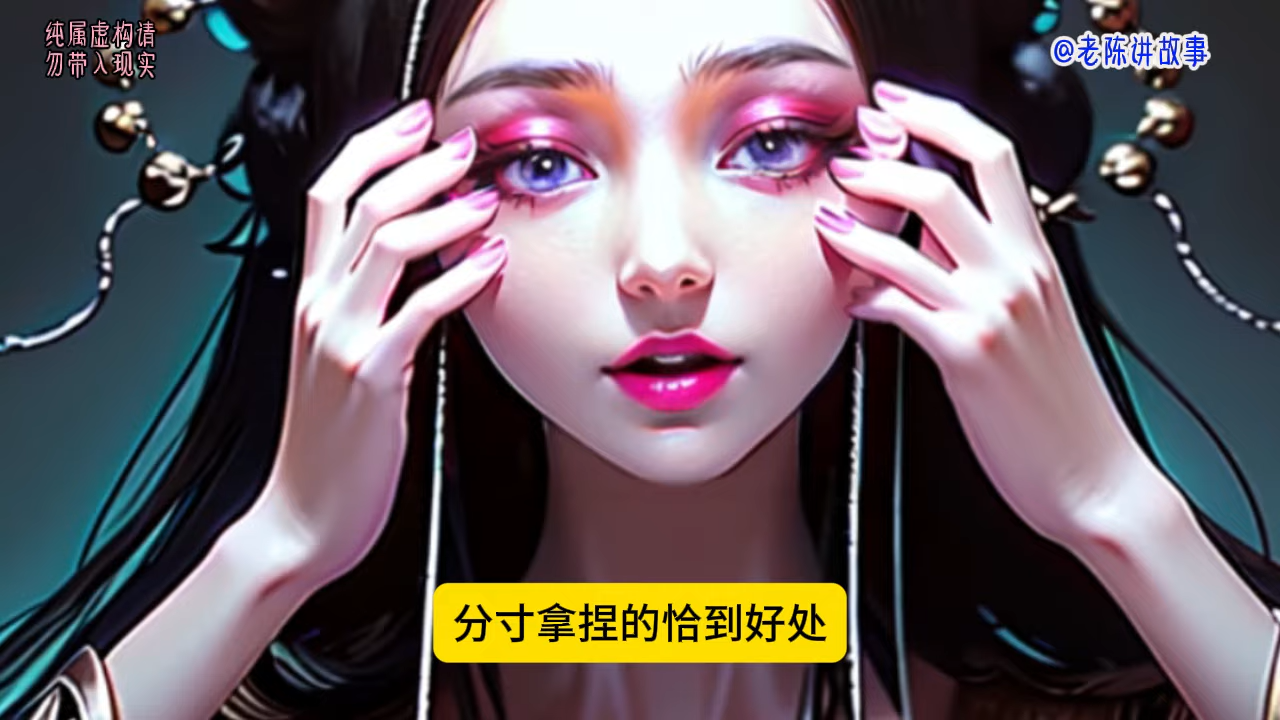 纯属虚构请
勿带入现实
@老陈讲故事
分寸拿捏的恰到好处